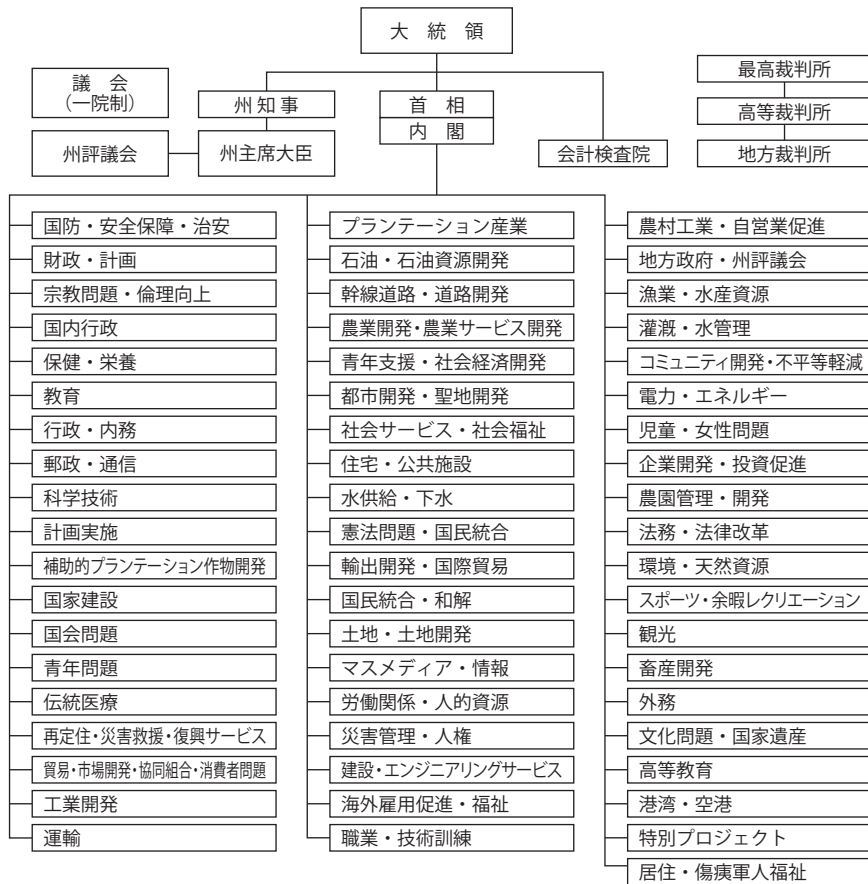 大統領
議会
(一院制)
州知事
首相
内閣
州評議会
州主席大臣
会計検査院
最高裁判所
高等裁判所
地方裁判所
国防・安全保障・治安
財政・計画
宗教問題・倫理向上
国内行政
保健・栄養
教育
行政・内務
郵政・通信
科学技術
計画実施
補助的プランテーション作物開発
国家建設
国会問題
青年問題
伝統医療
再定住・災害救援・復興サービス
貿易・市場開発・協同組合・消費者問題
工業開発
運輸
プランテーション産業
石油・石油資源開発
幹線道路・道路開発
農業開発・農業サービス開発
青年支援・社会経済開発
都市開発・聖地開発
社会サービス・社会福祉
住宅・公共施設
水供給・下水
憲法問題・国民統合
輸出開発・国際貿易
国民統合・和解
土地・土地開発
マスメディア・情報
労働関係・人的資源
災害管理・人権
建設・エンジニアリングサービス
海外雇用促進・福祉
職業・技術訓練
農村工業・自営業促進
地方政府・州評議会
漁業・水産資源
灌漑・水管理
コミュニティ開発・不平等軽減
電力・エネルギー
児童・女性問題
企業開発・投資促進
農園管理・開発
法務・法律改革
環境・天然資源
スポーツ・余暇レクリエーション
観光
畜産開発
外務
文化問題・国家遺産
高等教育
港湾・空港
特別プロジェクト
居住・傷痍軍人福祉